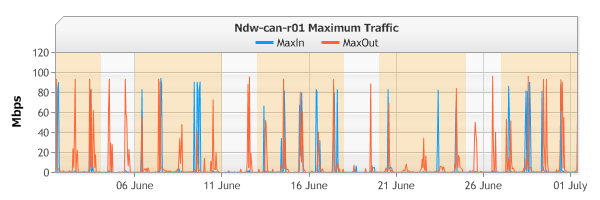 Ndw-can-r01 Maximum Traffic
MaxIn MaxOut
Mbps
120
100
80
60
40
20
0
06 June 11 June 16 June 21 June 26 June 01 July